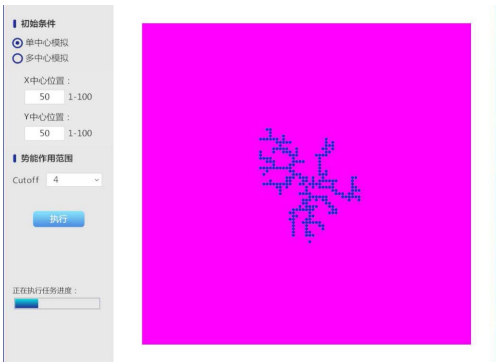 初始条件
单中心模拟
多中心模拟
X中心位置：
50 1-100
Y中心位置：
50 1-100
势能作用范围
Cutoff 4
执行
正在执行任务进度：